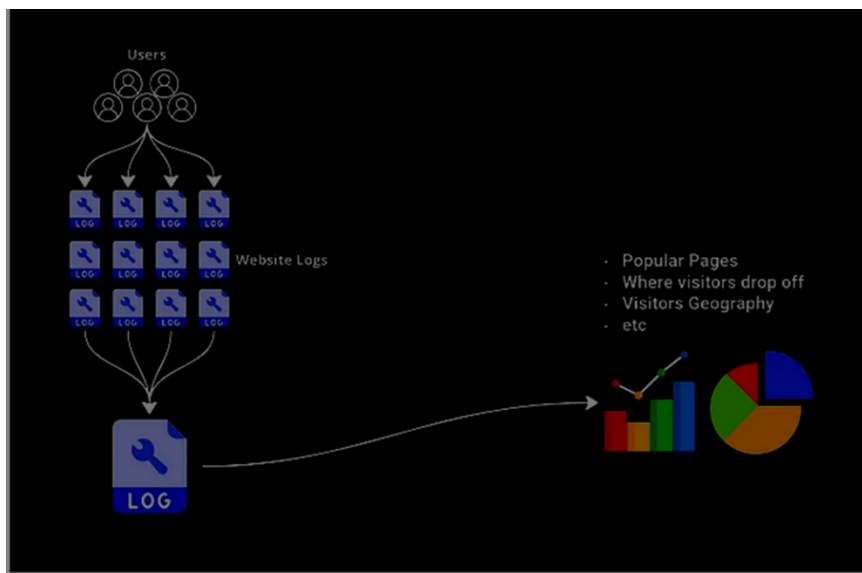 Users
LOG LOG LOG LOG
LOG LOG LOG LOG
Website Logs
LOG LOG LOG LOG
LOG
· Popular Pages
· Where visitors drop off
· Visitors Geography
· etc